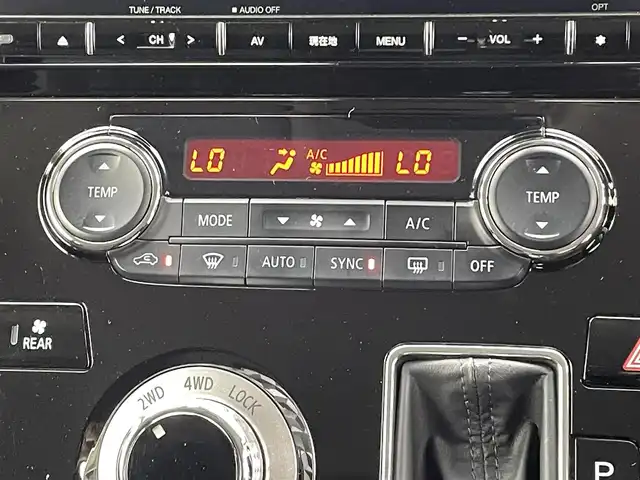 TUNE / TRACK
AUDIO OFF
OPT
CH
AV
現在地
MENU
VOL
LO
A/C
LO
TEMP
TEMP
MODE
A/C
AUTO
SYNC
OFF
REAR
2WD
4WD
LOCK
P